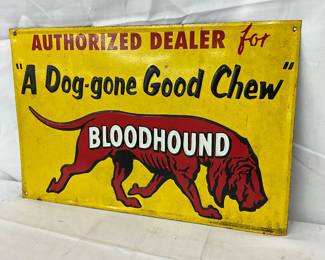 AUTHORIZED DEALER for
"A Dog-gone Good Chew"
BLOODHOUND